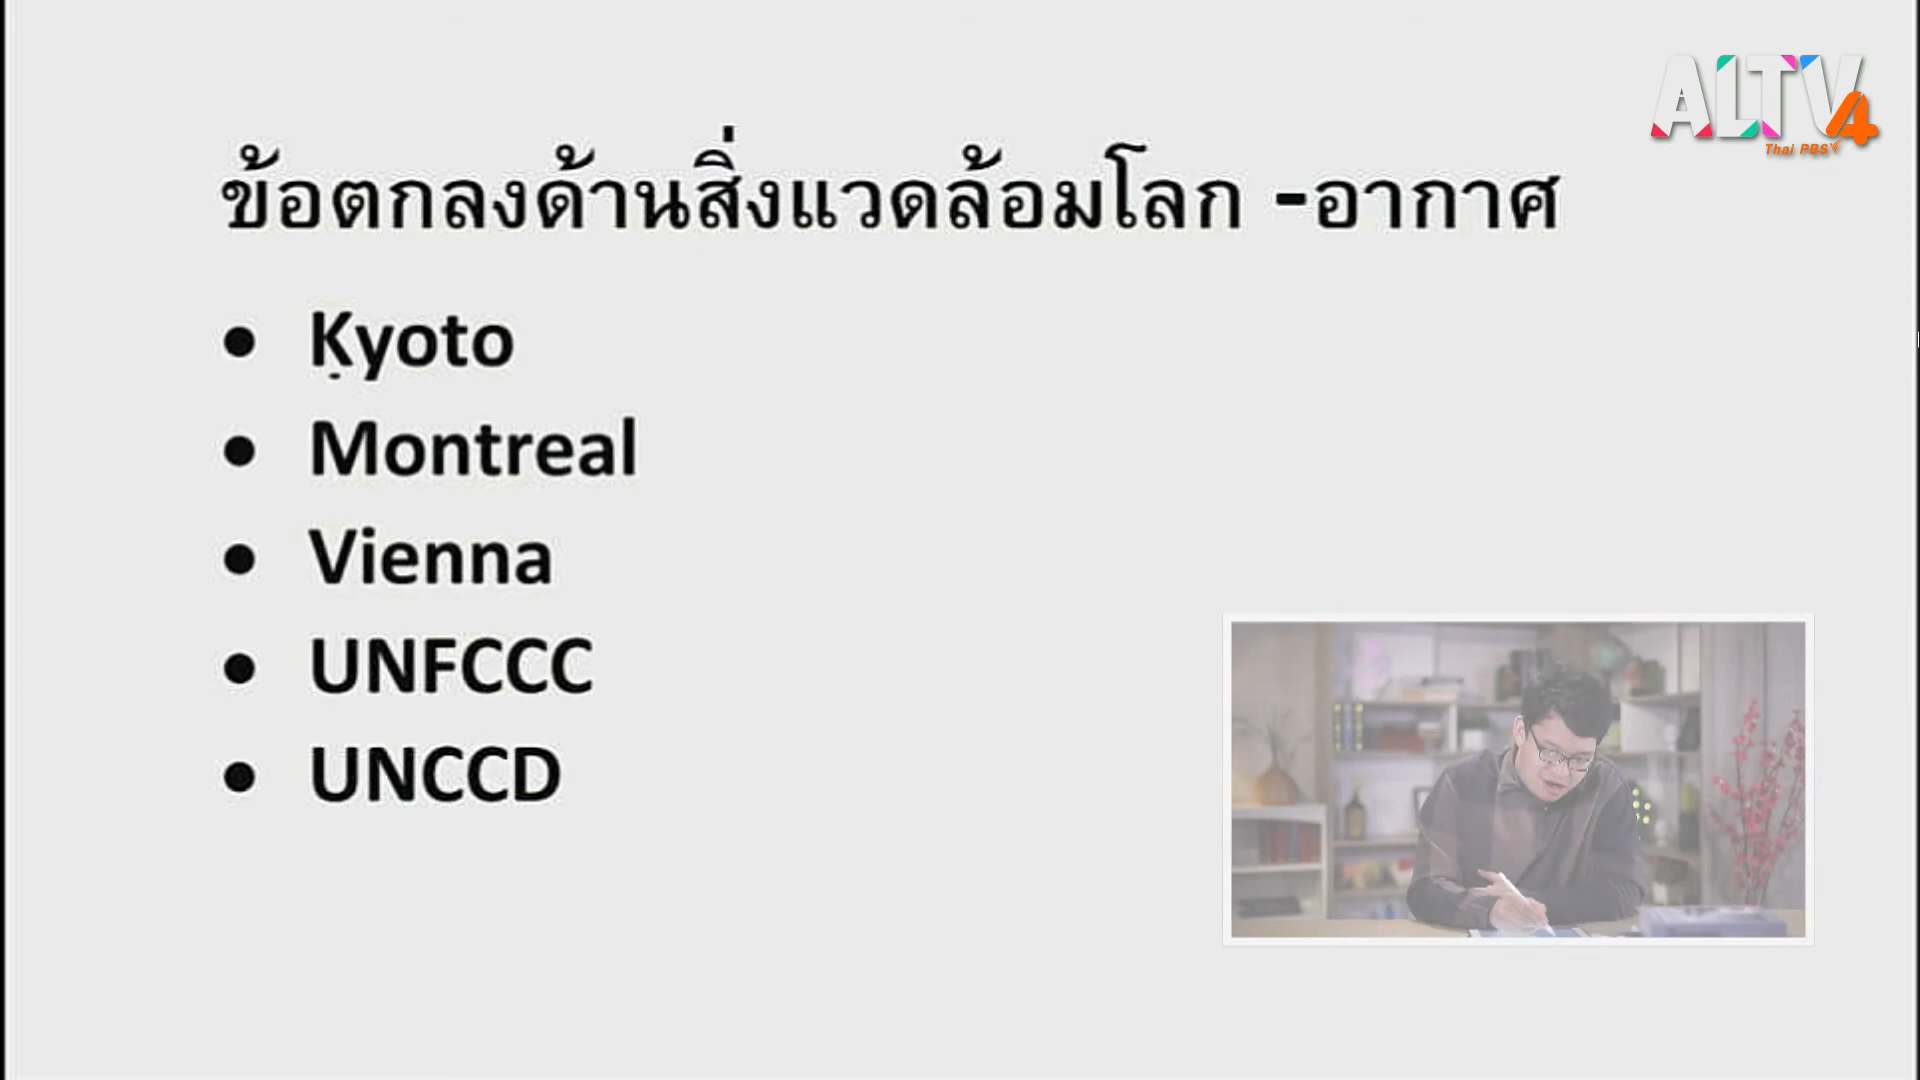 ALTV4
Thai PBS
ข้อตกลงด้านสิ่งแวดล้อมโลก -อากาศ
• Kyoto
• Montreal
• Vienna
• UNFCCC
• UNCCD